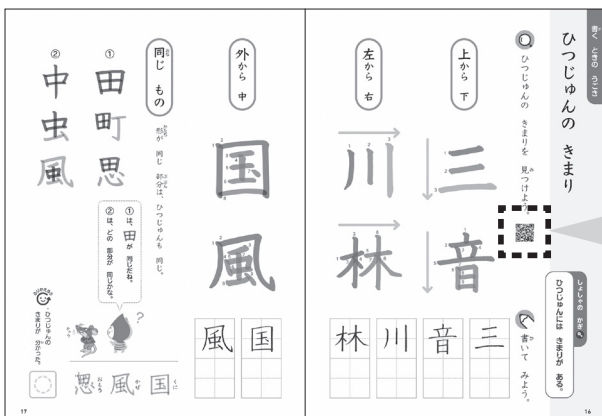 書く ときの うごき
ひつじゅんの きまり
しょしゃの かぎ
ひつじゅんには きまりが ある。
ひつじゅんの きまりを 見つけよう。
書いて みよう。
上から 下
三
音
左から 右
川
林
三
音
川
林
16
外から 中
国
風
国
風
同じ もの
形が 同じ 部分は、ひつじゅんも 同じ。
① 田 町 思
② 中 虫 風
①は、田が 同じだね。
②は、どの 部分が 同じかな。
国
風
思
ひつじゅんの
きまりが 分かった。
17